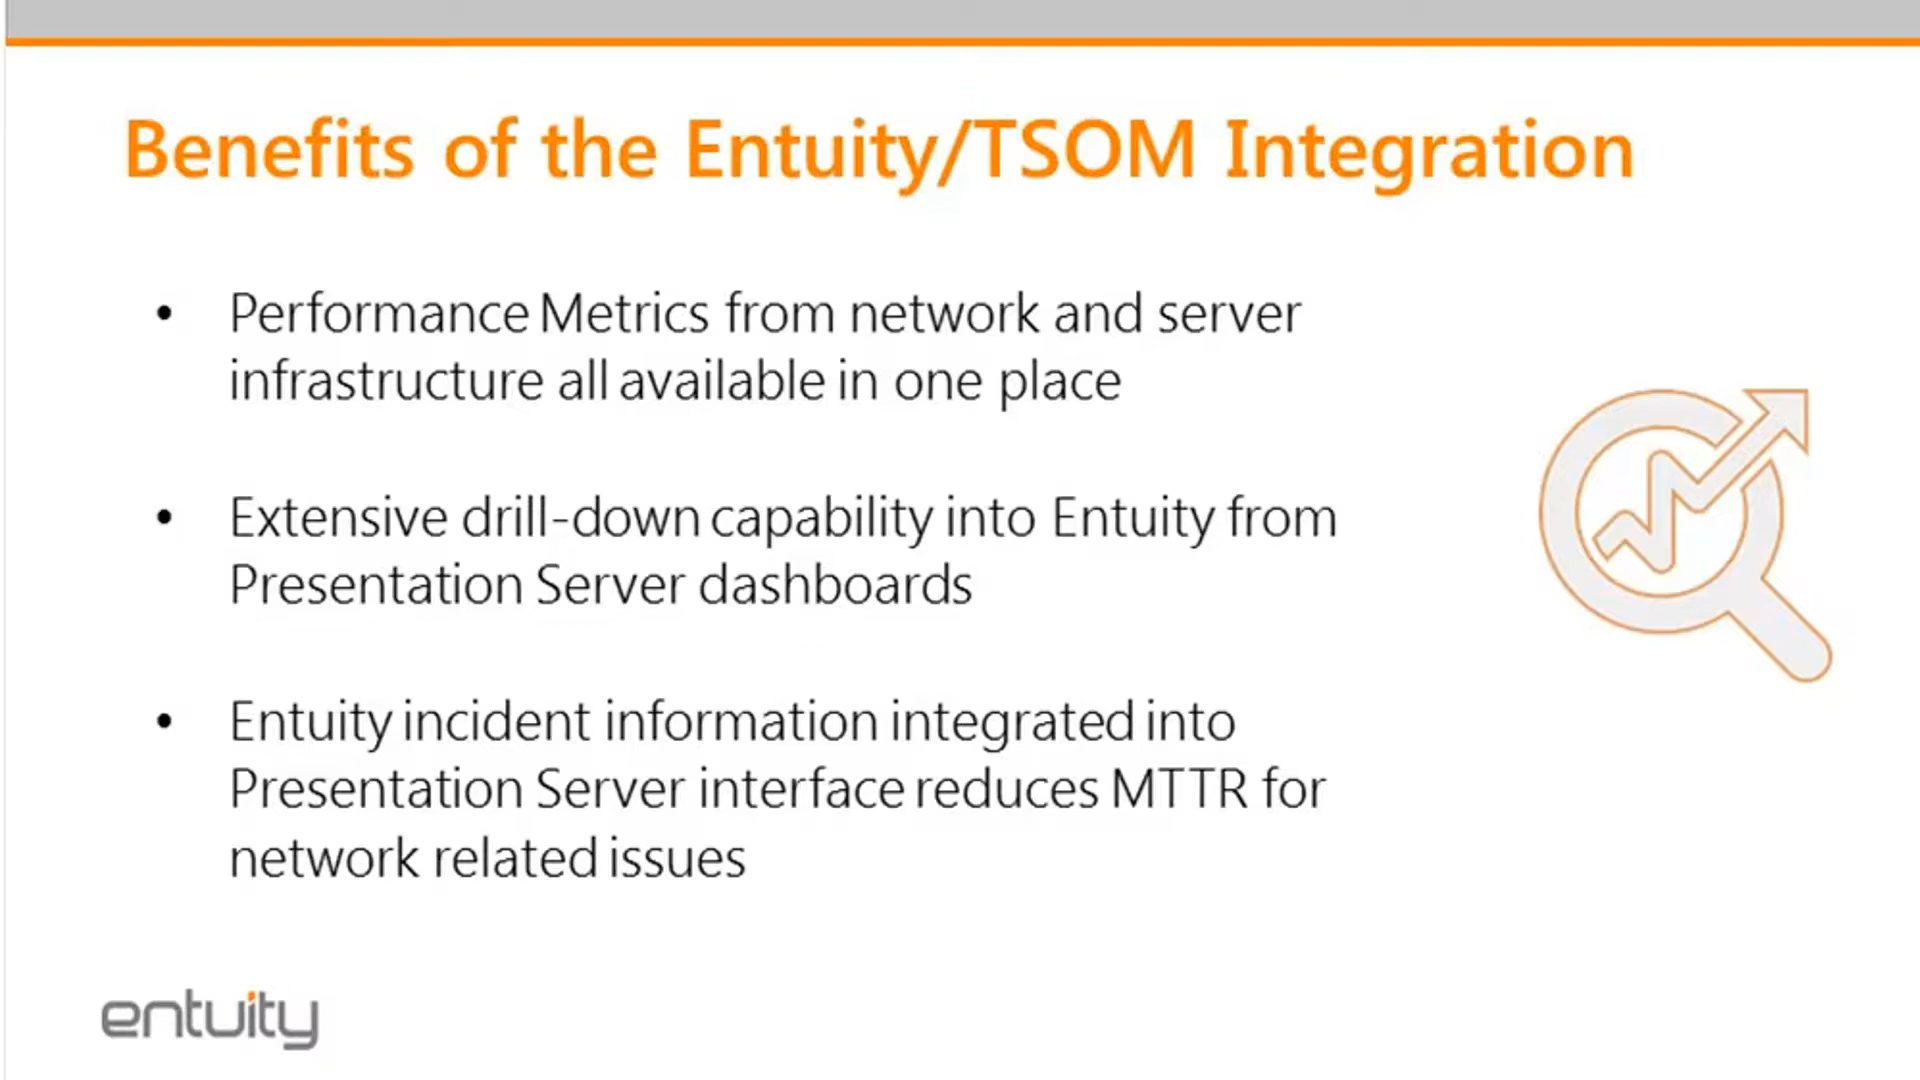 Benefits of the Entuity/TSOM Integration
• Performance Metrics from network and server
infrastructure all available in one place
• Extensive drill-down capability into Entuity from
Presentation Server dashboards
• Entuity incident information integrated into
Presentation Server interface reduces MTTR for
network related issues
entuity